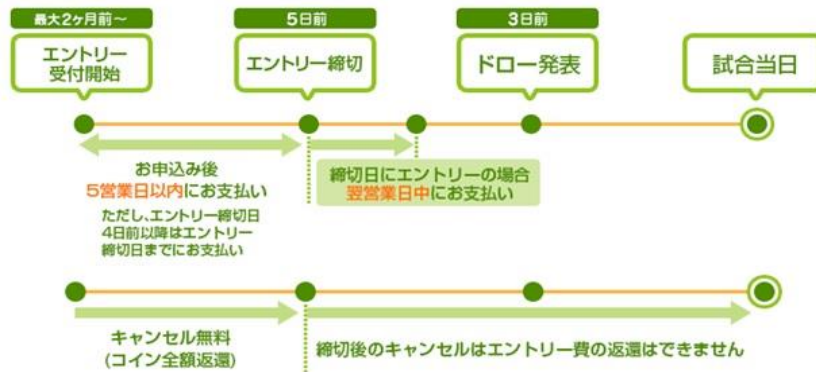 最大2ヶ月前~
5日前
3日前
エントリー
受付開始
エントリー締切
ドロー発表
試合当日
お申込み後
5営業日以内にお支払い
ただし、エントリー締切日
4日前以降はエントリー
締切日までにお支払い
締切日にエントリーの場合
翌営業日中にお支払い
キャンセル無料
(コイン全額返還)
締切後のキャンセルはエントリー費の返還はできません